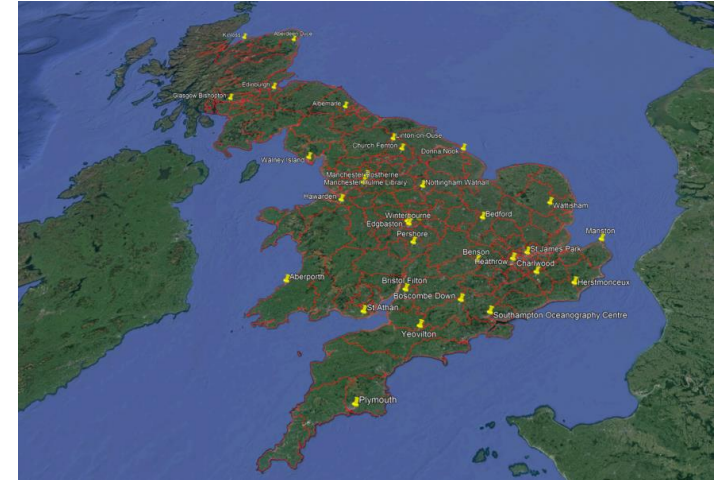 Kinloss
Aberdeen Dyce
Edinburgh
Glasgow Bishopton
Albemarle
Linton-on-Ouse
Church Fenton
Donna Nook
Walney Island
Manchester Rostherne
Manchester Hulme Library
Nottingham Watnall
Hawarden
Wattisham
Winterbourne
Edgbaston
Bedford
Pershore
Manston
Benson
St James Park
Heathrow
Charlwood
Aberporth
Bristol Filton
Herstmonceux
Boscombe Down
St Athan
Southampton Oceanography Centre
Yeovilton
Plymouth